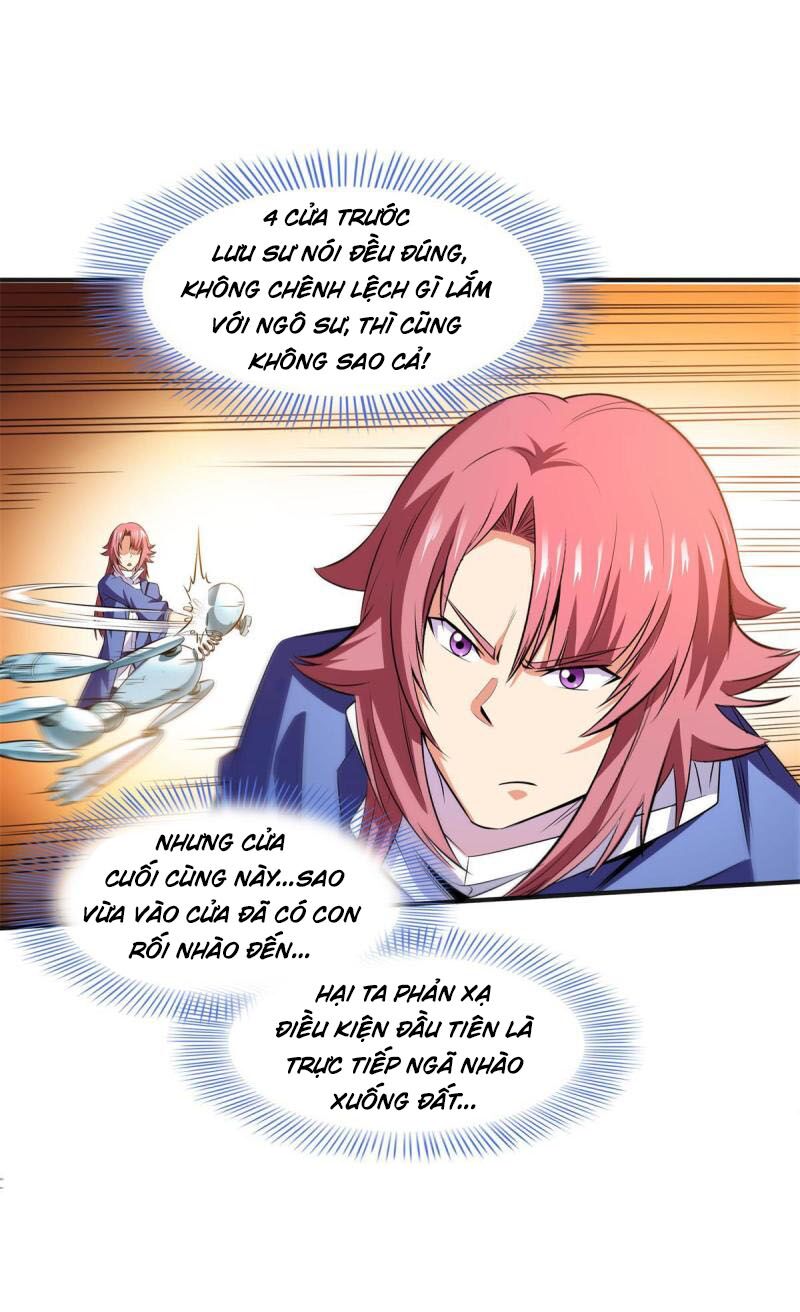 4 CỬA TRƯỚC
LƯU SƯ NÓI ĐỀU ĐÚNG,
KHÔNG CHÊNH LỆCH GÌ LẮM
VỚI NGÔ SƯ, THÌ CŨNG
KHÔNG SAO CẢ!
NHƯNG CỬA
CUỐI CÙNG NÀY...SAO
VỪA VÀO CỬA ĐÃ CÓ CON
RỐI NHÀO ĐẾN...
HẠI TA PHẢN XẠ
ĐIỀU KIỆN ĐẦU TIÊN LÀ
TRỰC TIẾP NGÃ NHÀO
XUỐNG ĐẤT...